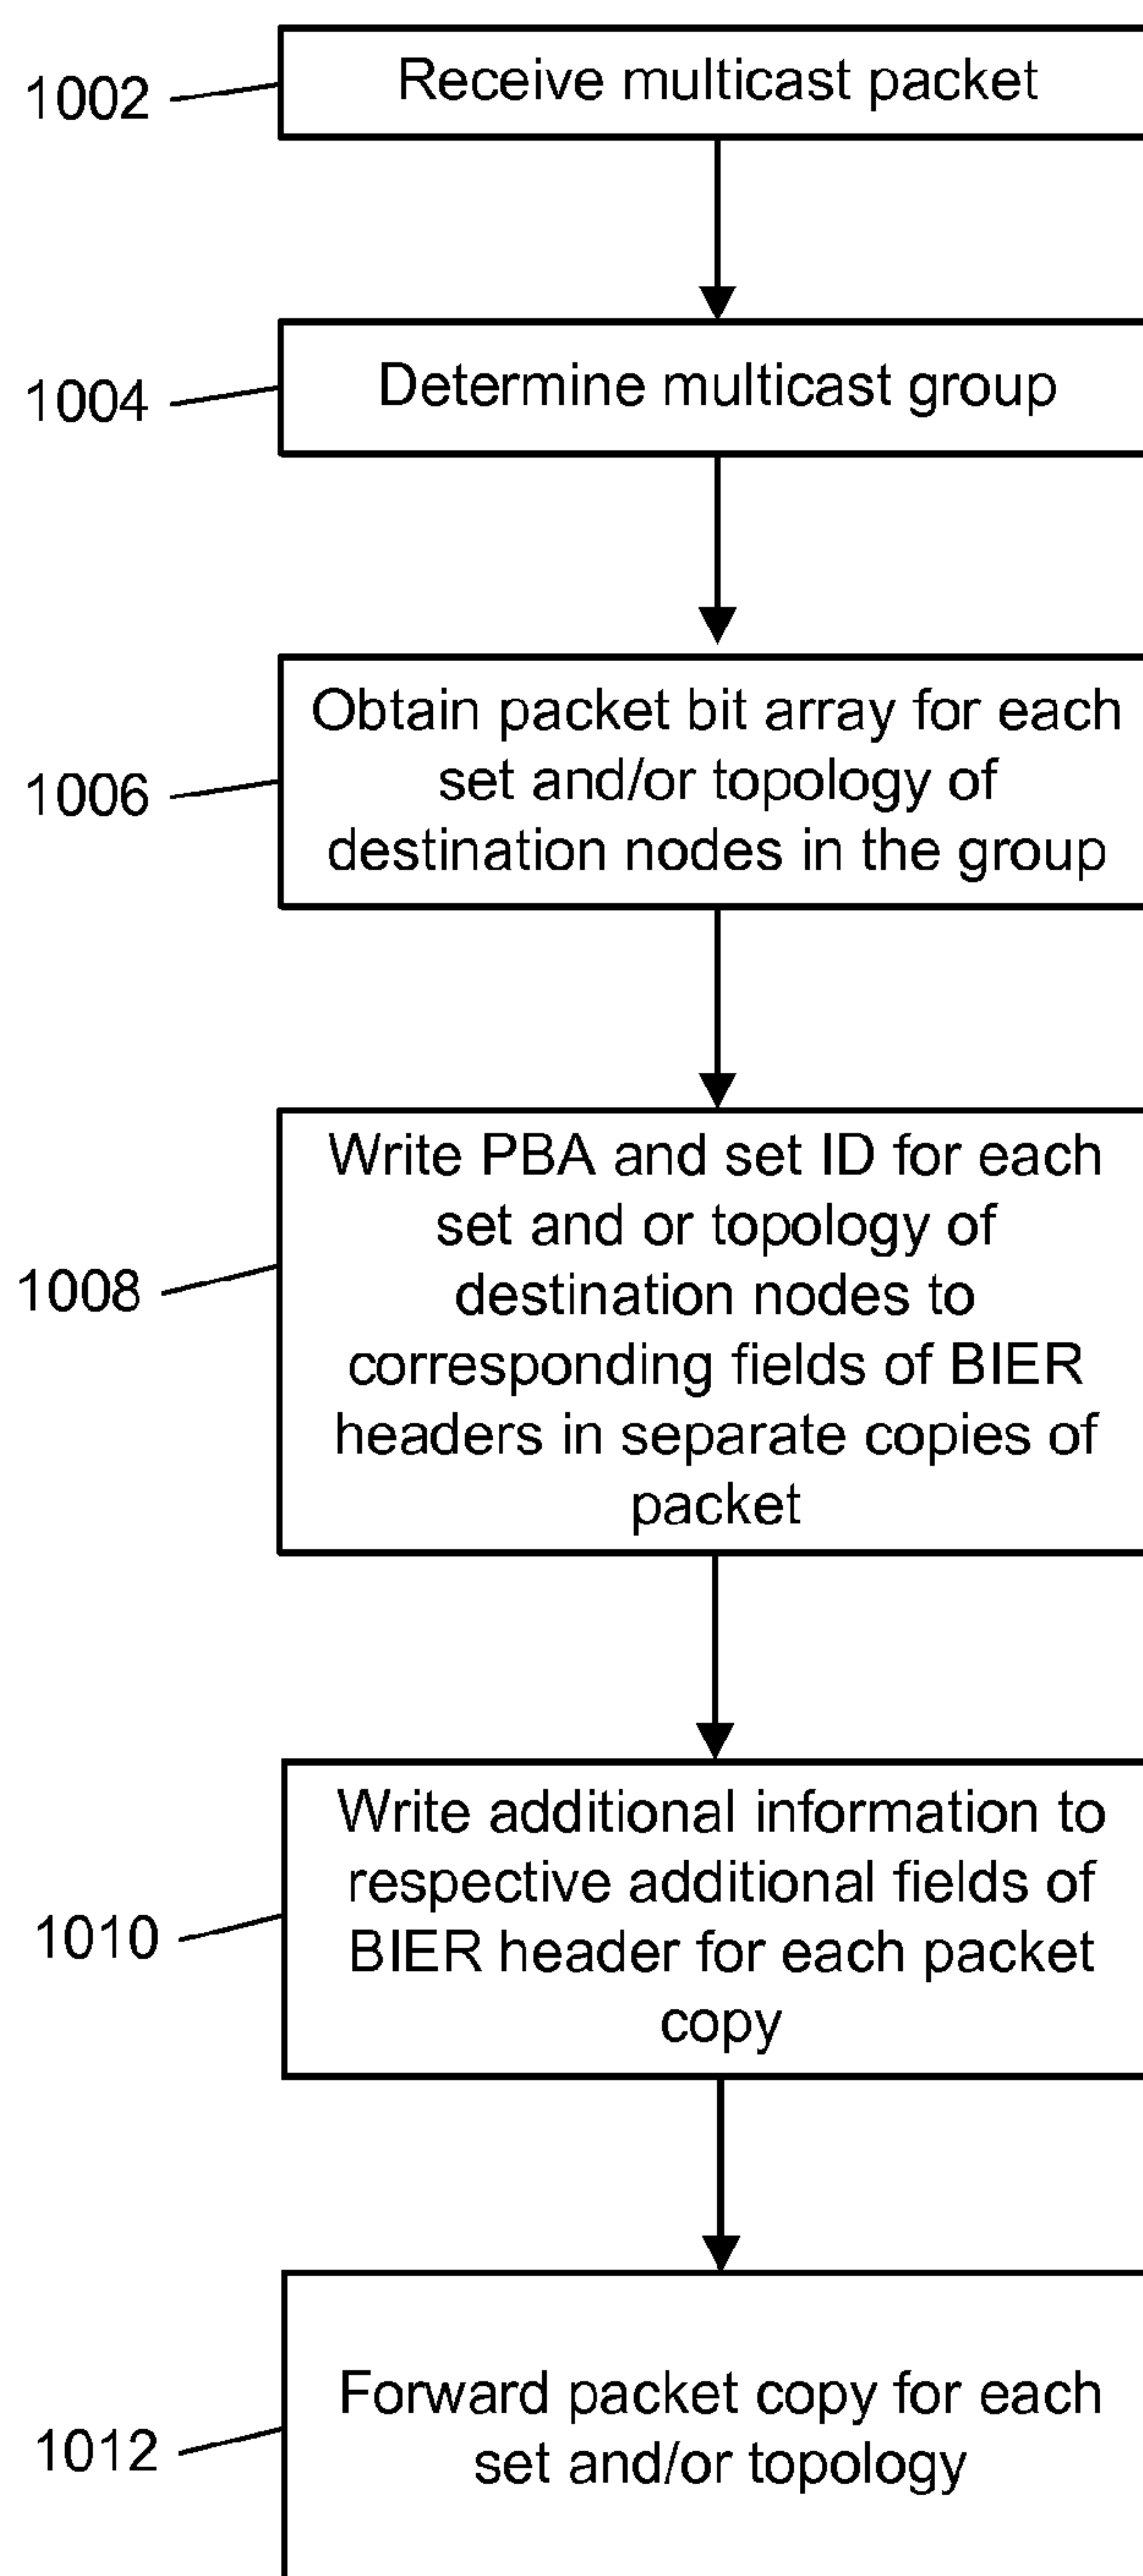 1002
Receive multicast packet
1004
Determine multicast group
1006
Obtain packet bit array for each
set and/or topology of
destination nodes in the group
1008
Write PBA and set ID for each
set and or topology of
destination nodes to
corresponding fields of BIER
headers in separate copies of
packet
1010
Write additional information to
respective additional fields of
BIER header for each packet
copy
1012
Forward packet copy for each
set and/or topology